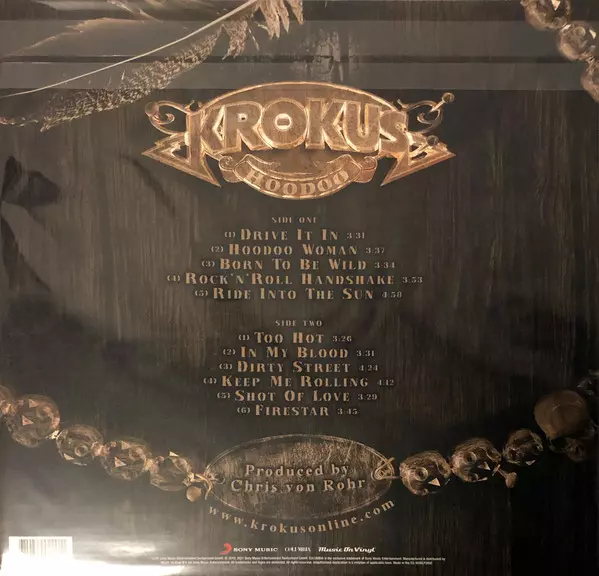 KROKUS
HOODOO
SIDE ONE
(1) DRIVE IT IN 3:31
(2) HOODOO WOMAN 3:37
(3) BORN TO BE WILD 3:34
(4) ROCK'N'ROLL HANDSHAKE 3:53
(5) RIDE INTO THE SUN 4:58
SIDE TWO
(1) TOO HOT 3:26
(2) IN MY BLOOD 3:31
(3) DIRTY STREET 4:24
(4) KEEP ME ROLLING 4:12
(5) SHOT OF LOVE 3:29
(6) FIRESTAR 3:45
Produced by
Chris von Rohr
www.krokusonline.com
SONY MUSIC COLUMBIA Music On Vinyl